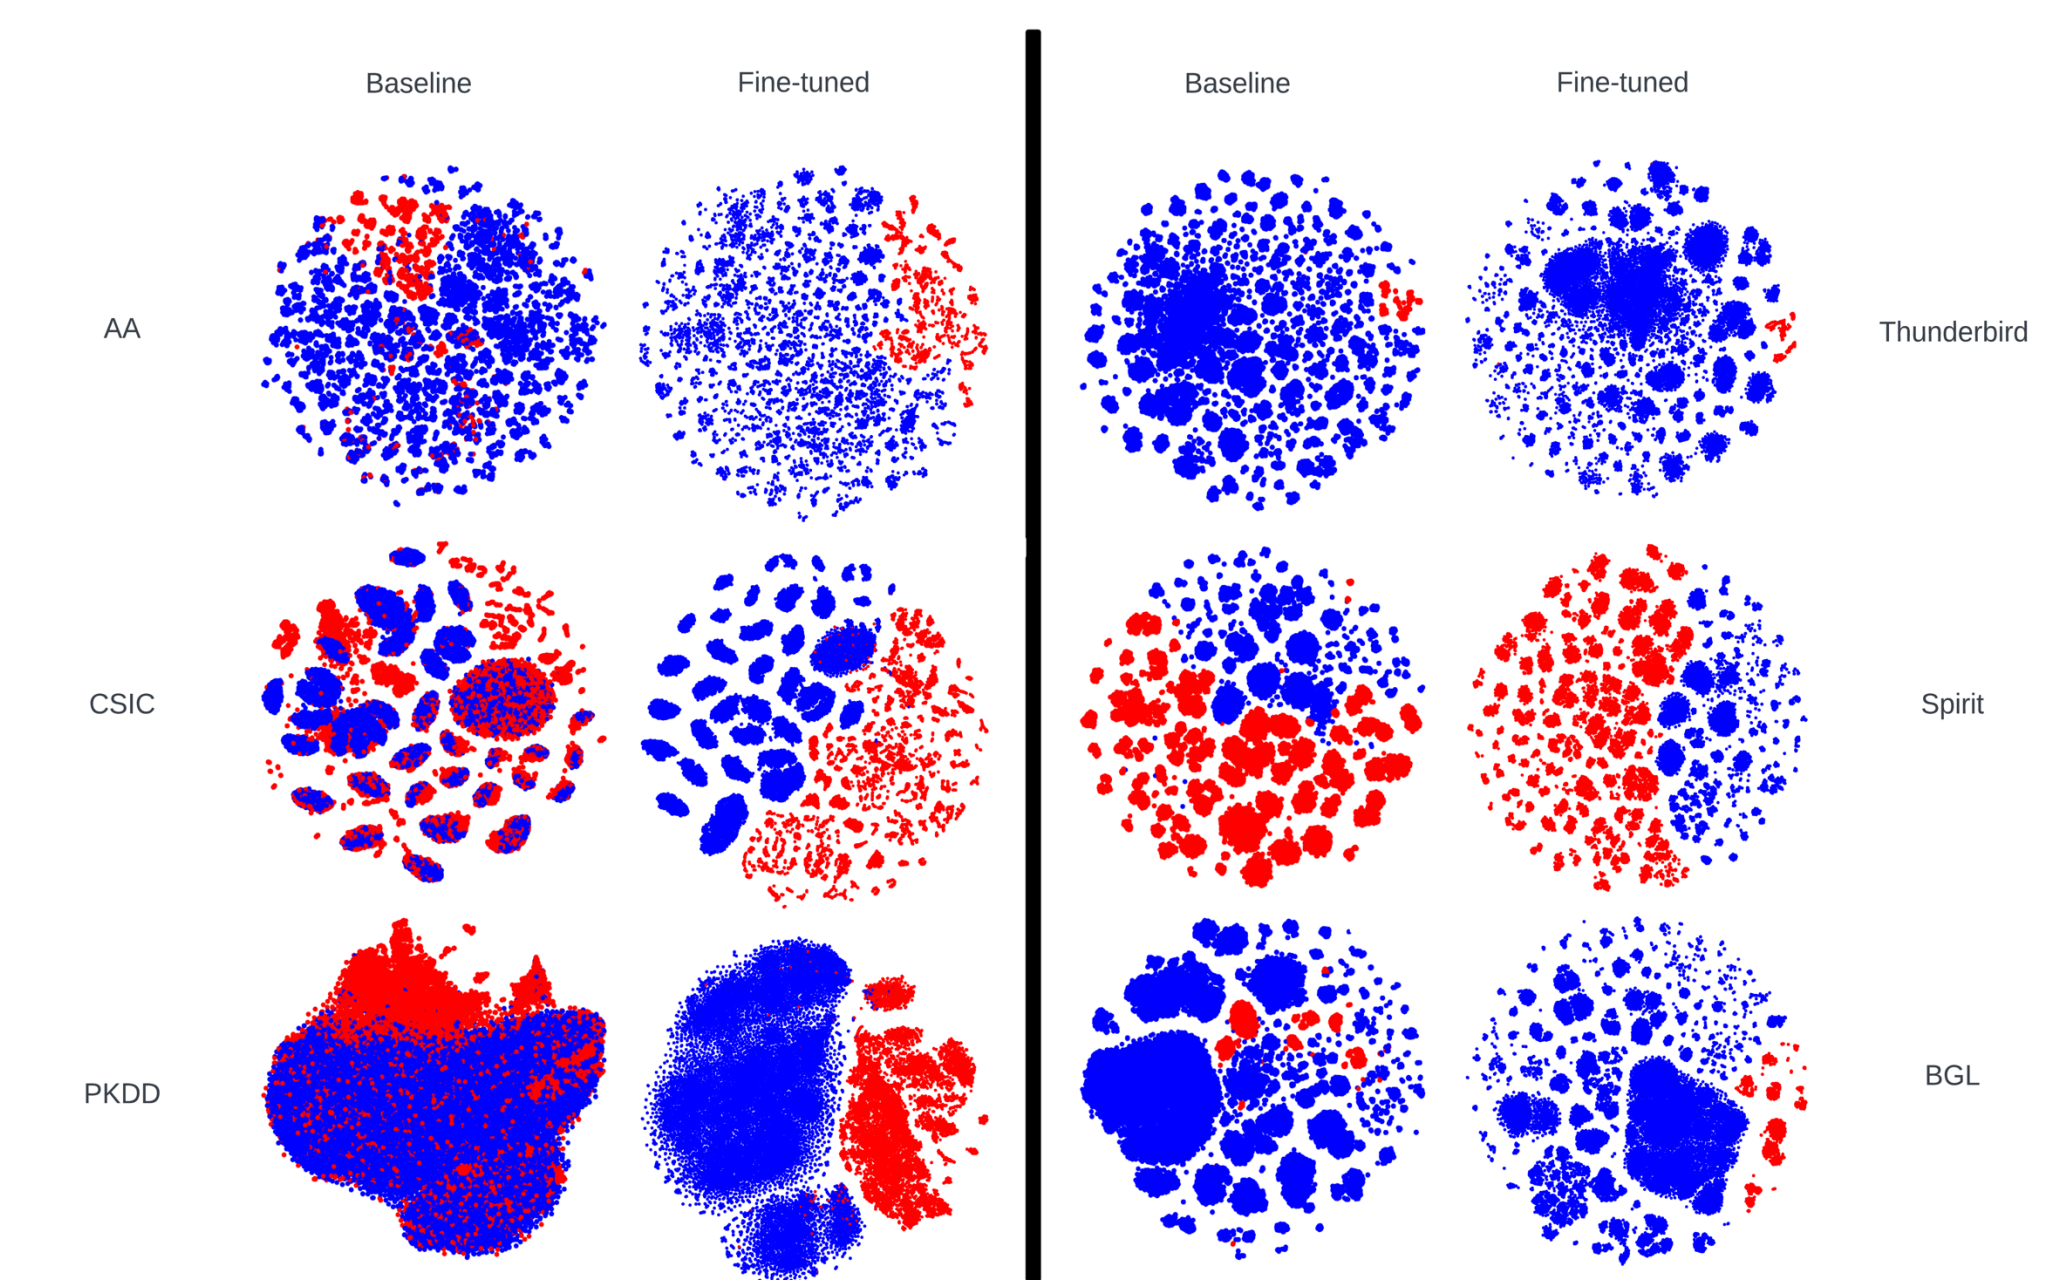 Baseline
Fine-tuned
Baseline
Fine-tuned
AA
Thunderbird
CSIC
Spirit
PKDD
BGL